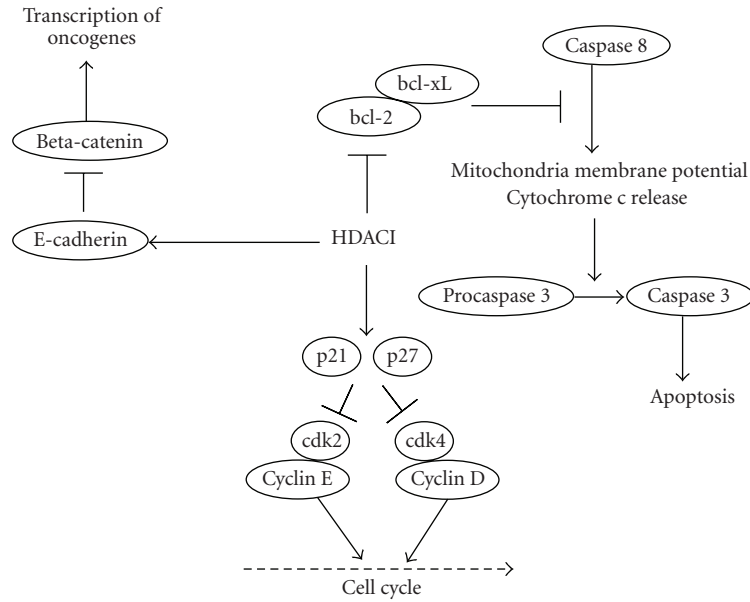 Transcription of
oncogenes
Caspase 8
bcl-xL
bcl-2
Beta-catenin
Mitochondria membrane potential
Cytochrome c release
E-cadherin
HDACI
Procaspase 3
Caspase 3
p21
p27
Apoptosis
cdk2
cdk4
Cyclin E
Cyclin D
Cell cycle